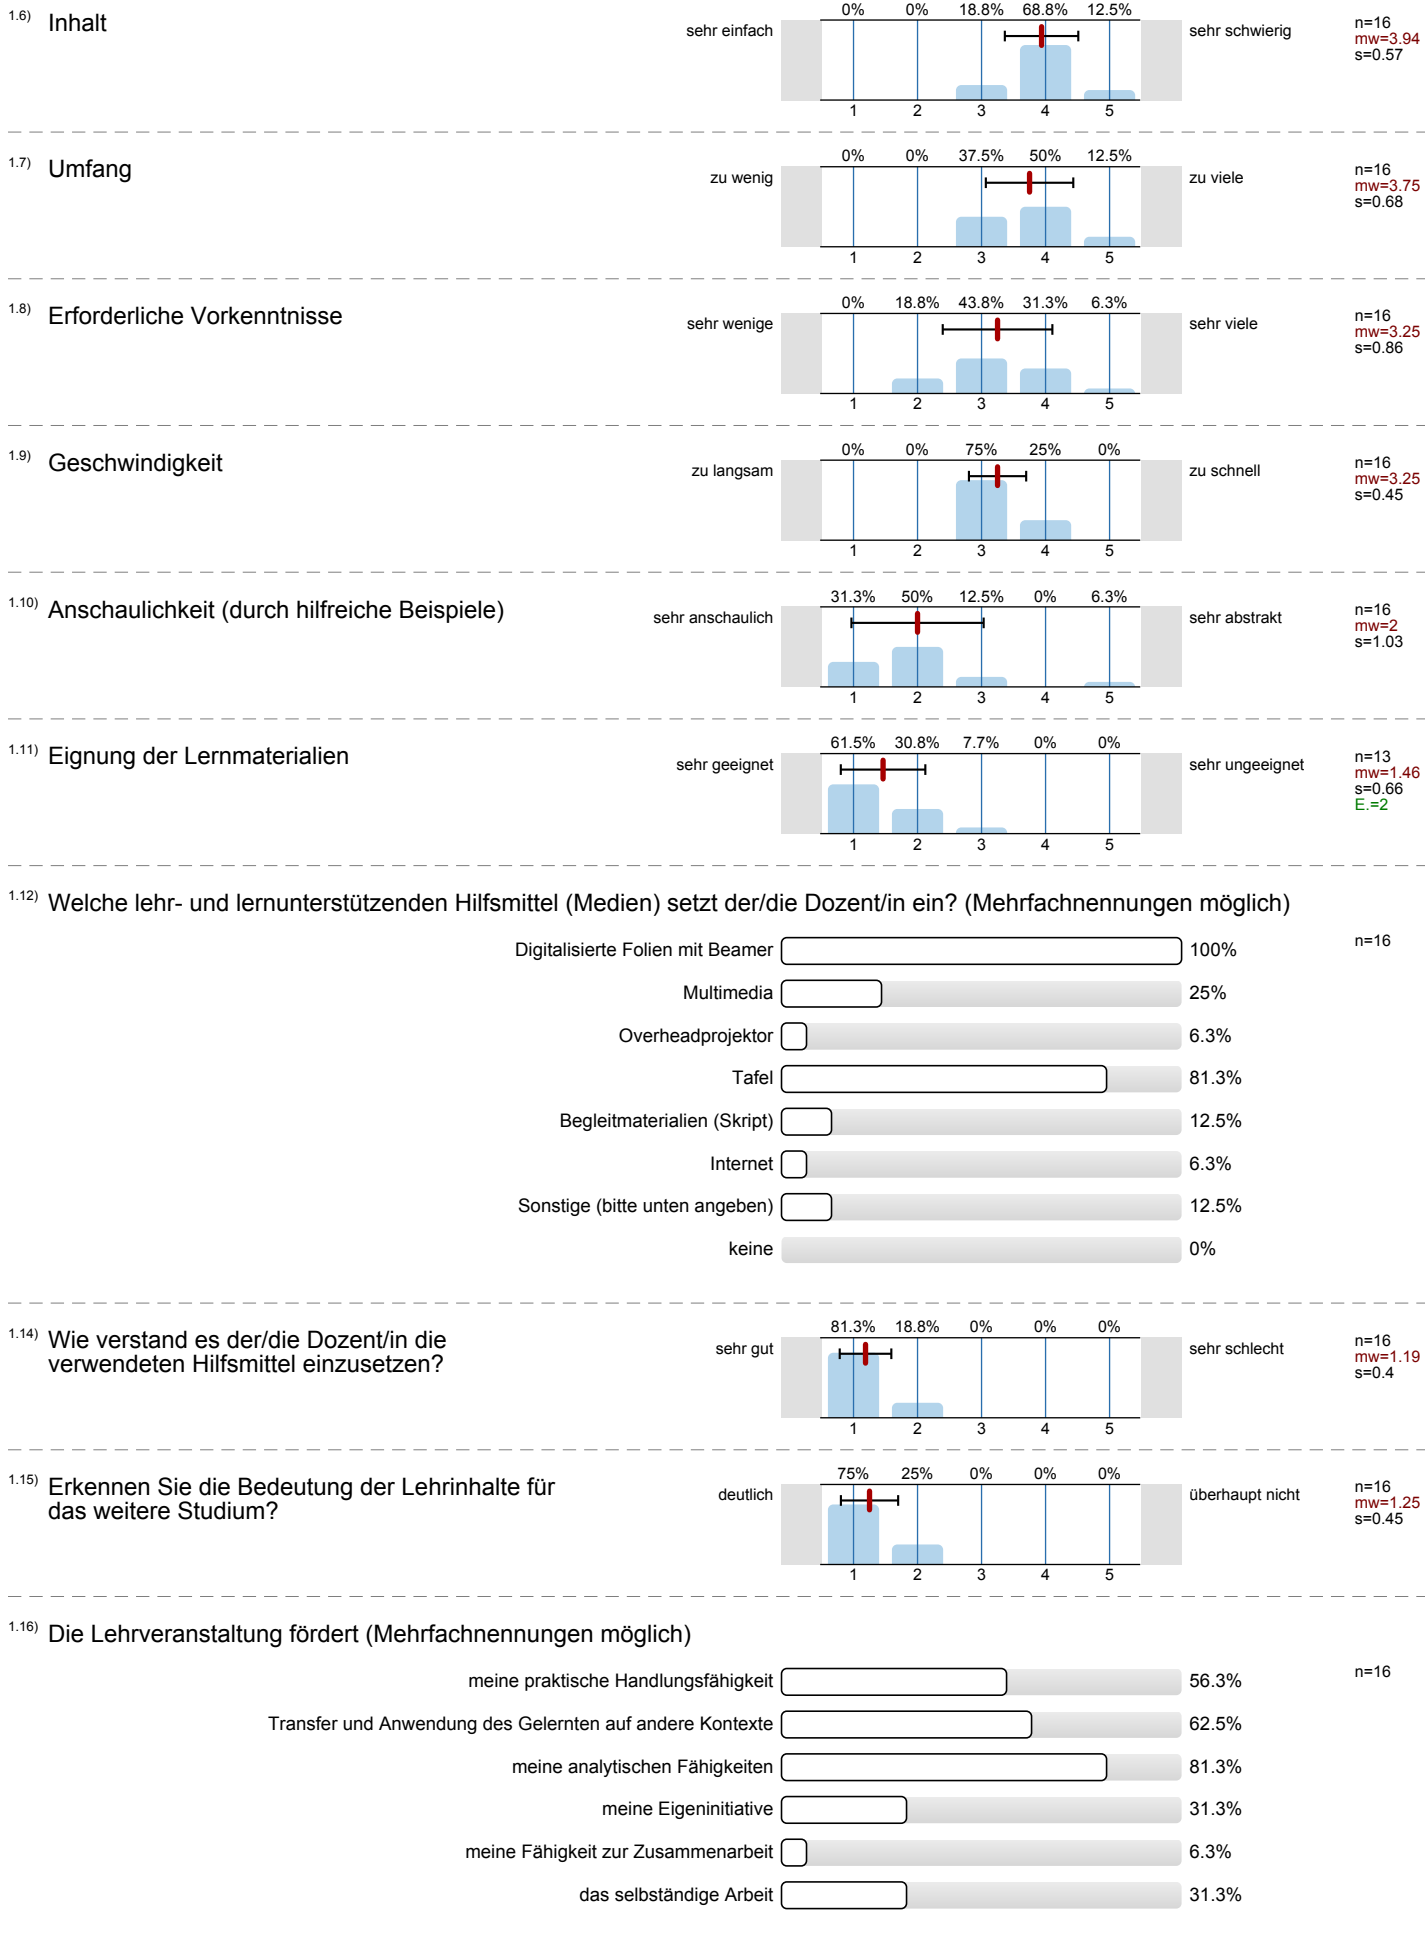 1.6) Inhalt
0% 0% 18.8% 68.8% 12.5%
sehr einfach sehr schwierig
1 2 3 4 5
n=16
mw=3.94
s=0.57
1.7) Umfang
0% 0% 37.5% 50% 12.5%
zu wenig zu viele
1 2 3 4 5
n=16
mw=3.75
s=0.68
1.8) Erforderliche Vorkenntnisse
0% 18.8% 43.8% 31.3% 6.3%
sehr wenige sehr viele
1 2 3 4 5
n=16
mw=3.25
s=0.86
1.9) Geschwindigkeit
0% 0% 75% 25% 0%
zu langsam zu schnell
1 2 3 4 5
n=16
mw=3.25
s=0.45
1.10) Anschaulichkeit (durch hilfreiche Beispiele)
31.3% 50% 12.5% 0% 6.3%
sehr anschaulich sehr abstrakt
1 2 3 4 5
n=16
mw=2
s=1.03
1.11) Eignung der Lernmaterialien
61.5% 30.8% 7.7% 0% 0%
sehr geeignet sehr ungeeignet
1 2 3 4 5
n=13
mw=1.46
s=0.66
E.=2
1.12) Welche lehr- und lernunterstützenden Hilfsmittel (Medien) setzt der/die Dozent/in ein? (Mehrfachnennungen möglich)
Digitalisierte Folien mit Beamer 100% n=16
Multimedia 25%
Overheadprojektor 6.3%
Tafel 81.3%
Begleitmaterialien (Skript) 12.5%
Internet 6.3%
Sonstige (bitte unten angeben) 12.5%
keine 0%
1.14) Wie verstand es der/die Dozent/in die
verwendeten Hilfsmittel einzusetzen?
81.3% 18.8% 0% 0% 0%
sehr gut sehr schlecht
1 2 3 4 5
n=16
mw=1.19
s=0.4
1.15) Erkennen Sie die Bedeutung der Lehrinhalte für
das weitere Studium?
75% 25% 0% 0% 0%
deutlich überhaupt nicht
1 2 3 4 5
n=16
mw=1.25
s=0.45
1.16) Die Lehrveranstaltung fördert (Mehrfachnennungen möglich)
meine praktische Handlungsfähigkeit 56.3% n=16
Transfer und Anwendung des Gelernten auf andere Kontexte 62.5%
meine analytischen Fähigkeiten 81.3%
meine Eigeninitiative 31.3%
meine Fähigkeit zur Zusammenarbeit 6.3%
das selbständige Arbeit 31.3%